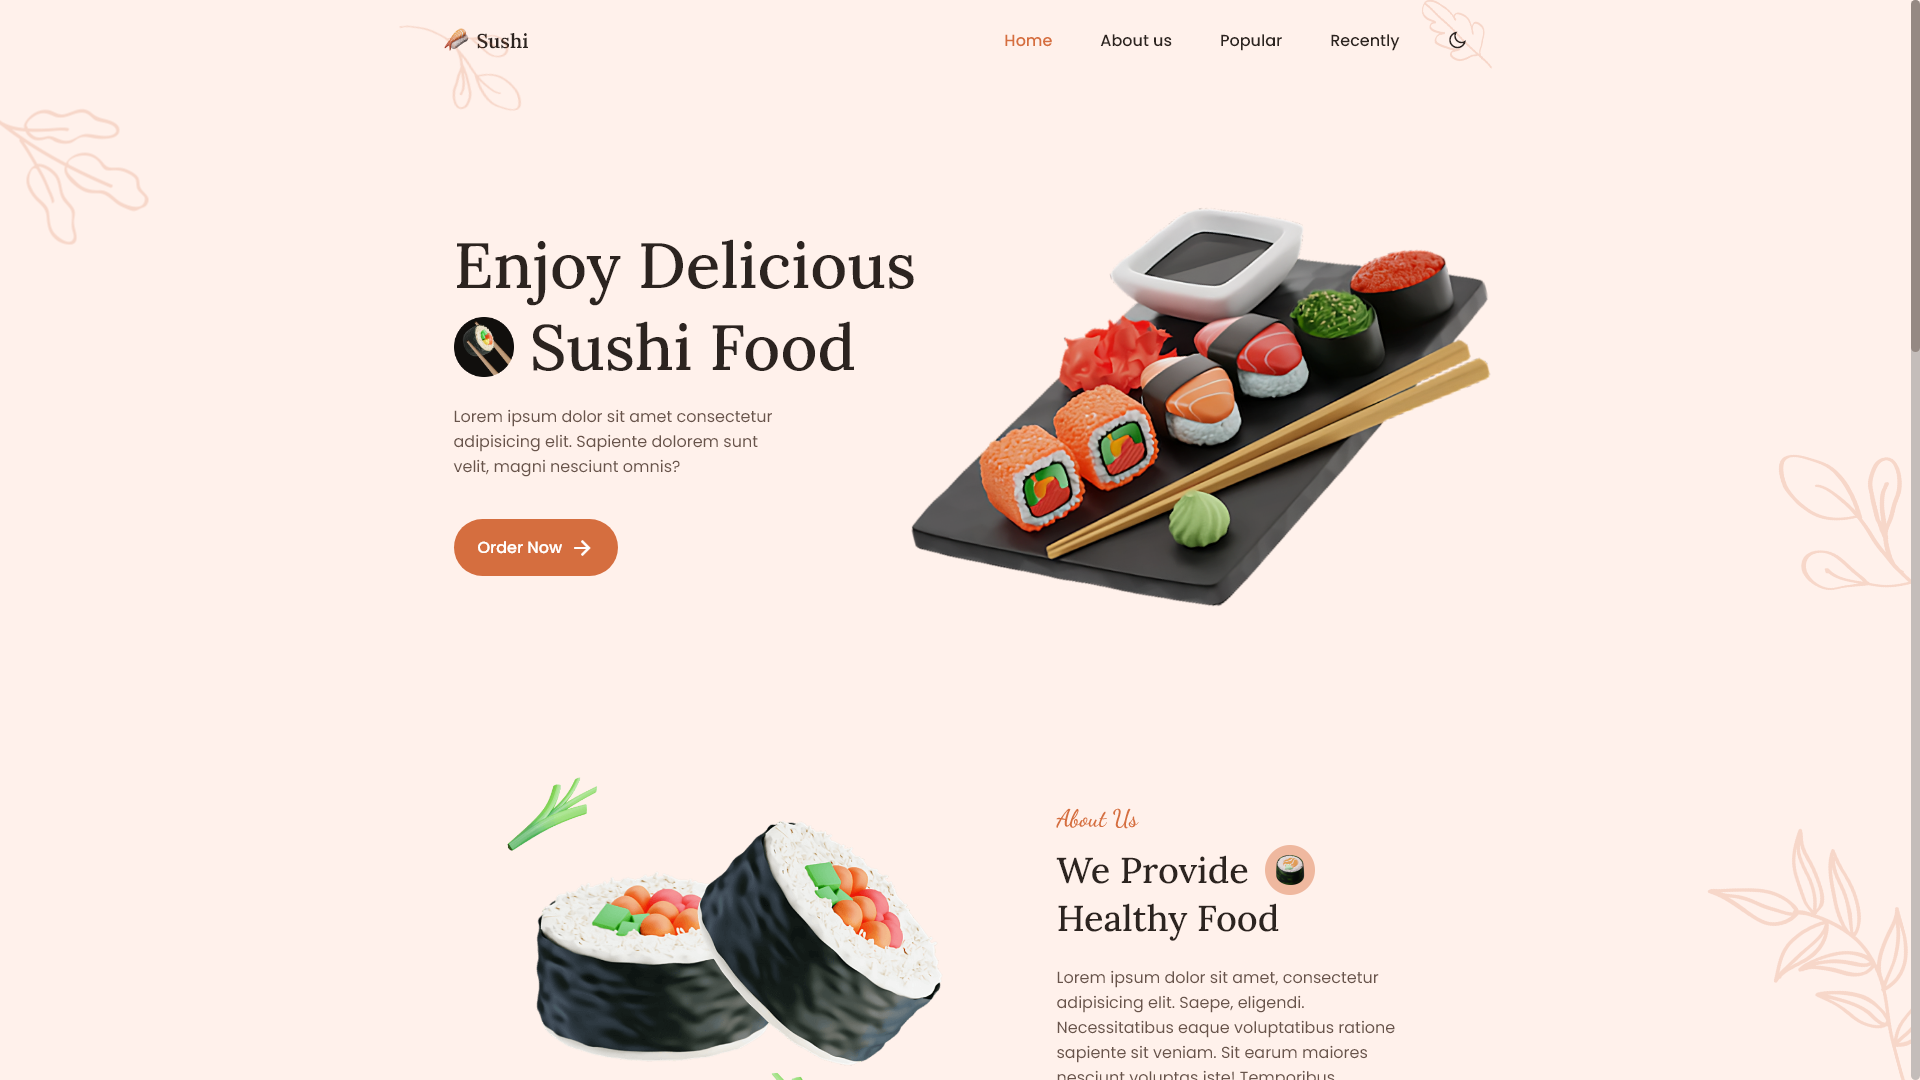 Sushi
Home
About us
Popular
Recently
Enjoy Delicious
Sushi Food
Lorem ipsum dolor sit amet consectetur
adipisicing elit. Sapiente dolorem sunt
velit, magni nesciunt omnis?
Order Now
About Us
We Provide
Healthy Food
Lorem ipsum dolor sit amet, consectetur
adipisicing elit. Saepe, eligendi.
Necessitatibus eaque voluptatibus ratione
sapiente sit veniam. Sit earum maiores
nesciunt voluptas iste! Temporibus